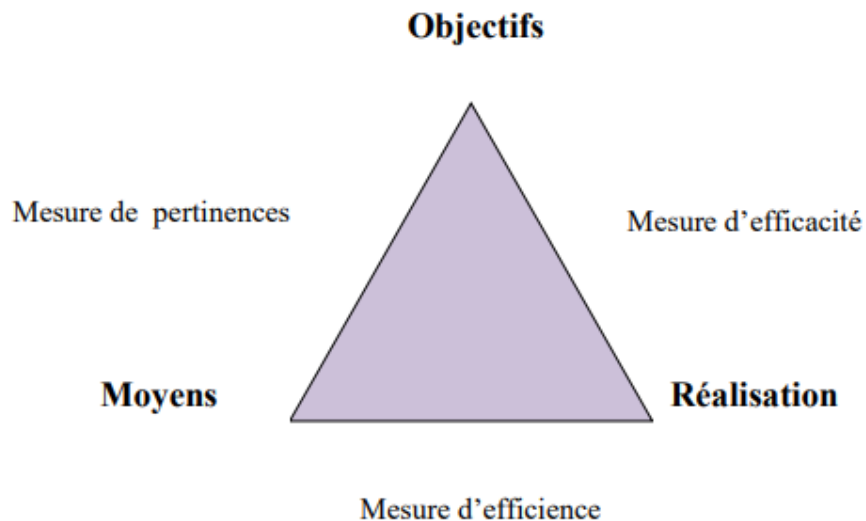 Objectifs
Mesure de pertinences
Mesure d’efficacité
Moyens
Réalisation
Mesure d’efficience